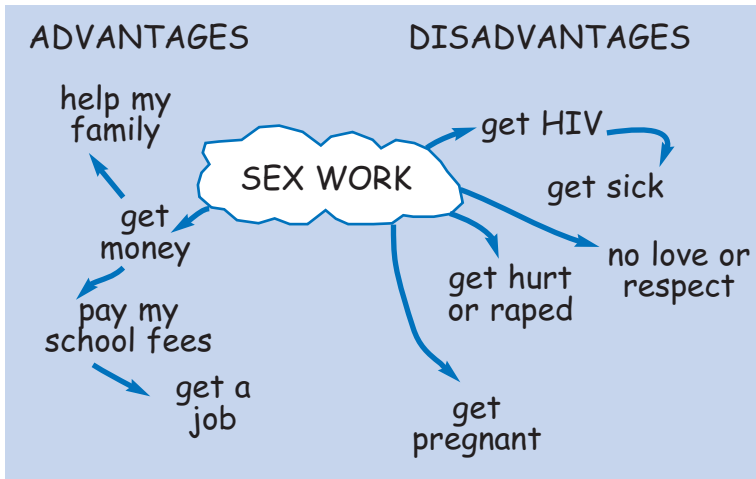 ADVANTAGES
help my
family
get
money
pay my
school fees
get a
job
SEX WORK
DISADVANTAGES
get HIV
get sick
no love or
respect
get hurt
or raped
get
pregnant